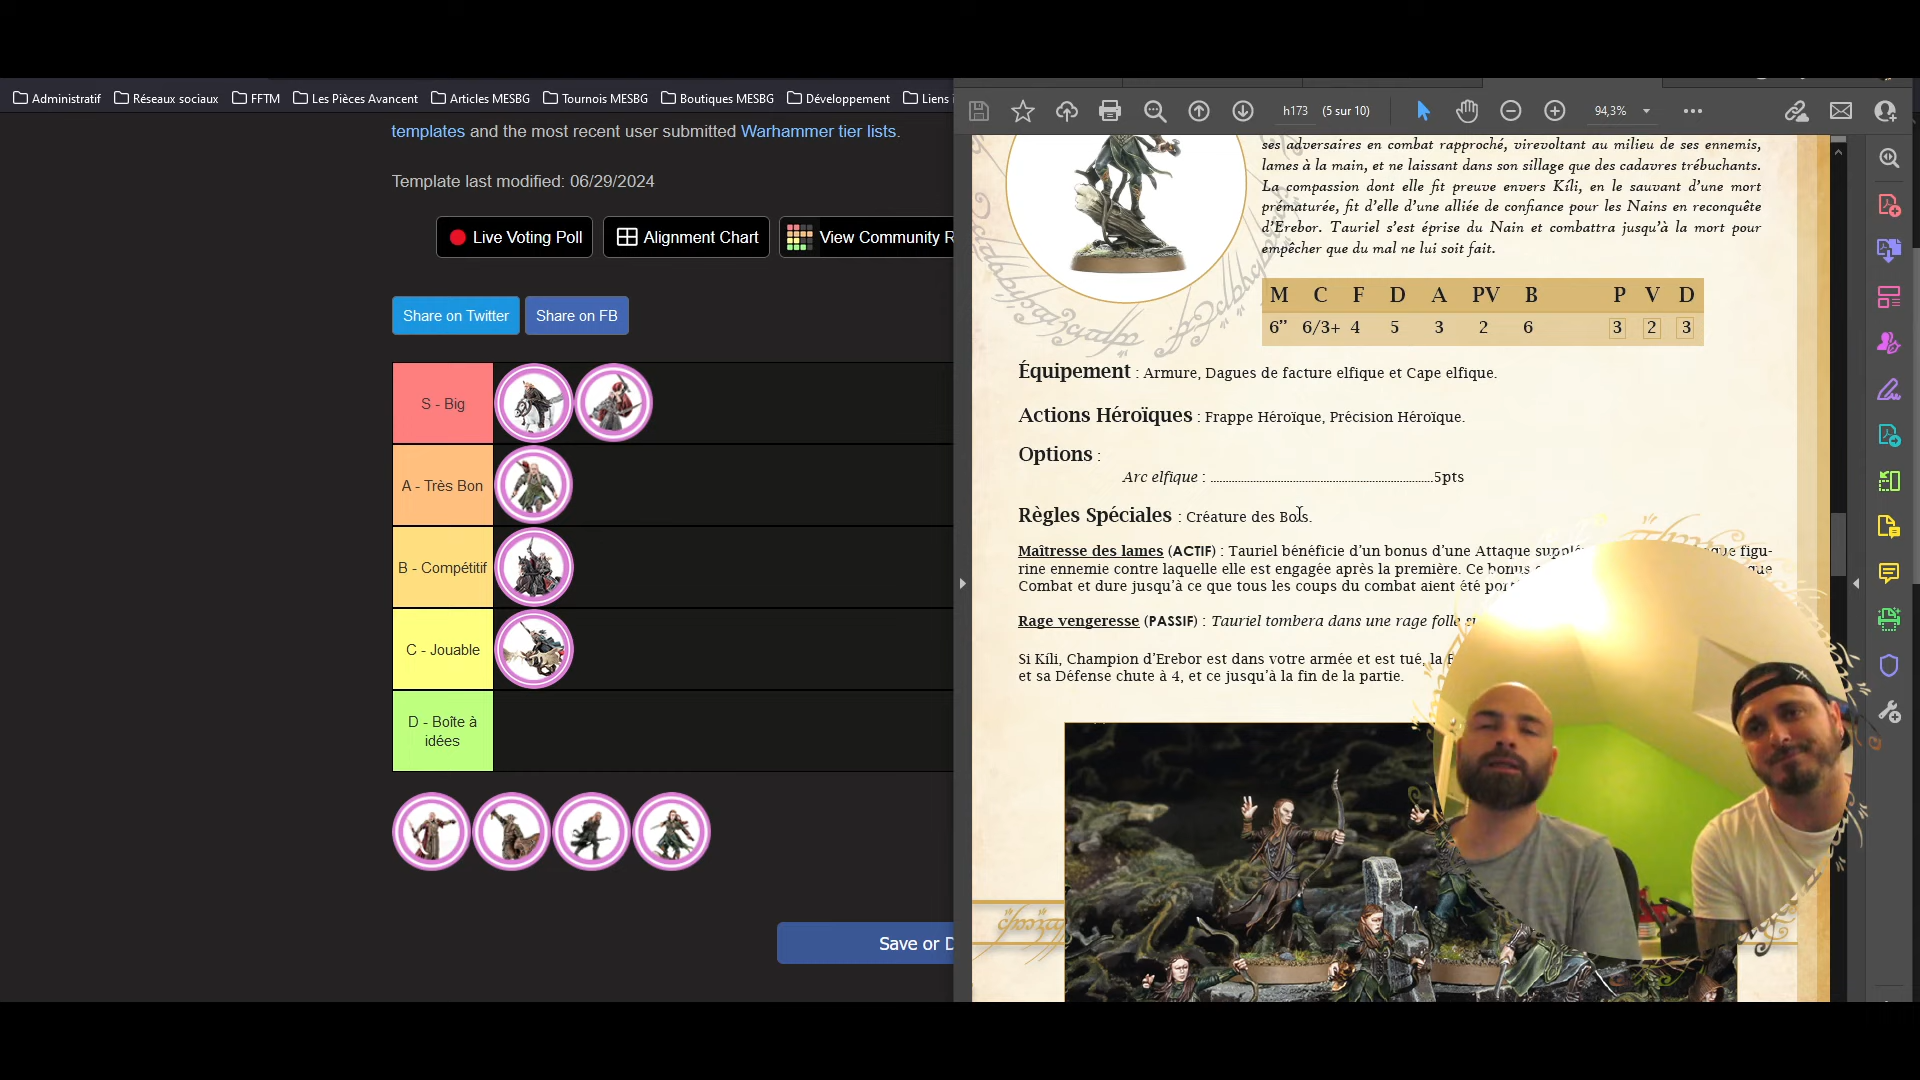 Administratif Réseaux sociaux FFTM Les Pièces Avancent Articles MESBG Tournois MESBG Boutiques MESBG Développement Liens
templates and the most recent user submitted Warhammer tier lists.
Template last modified: 06/29/2024
Live Voting Poll Alignment Chart View Community R
Share on Twitter Share on FB
S - Big
A - Très Bon
B - Compétitif
C - Jouable
D - Boîte à
idées
Save or D
h173 (5 sur 10) 94,3%
ses adversaires en combat rapproché, virevoltant au milieu de ses ennemis,
lames à la main, et ne laissant dans son sillage que des cadavres trébuchants.
La compassion dont elle fit preuve envers Kíli, en le sauvant d'une mort
prématurée, fit d'elle d'une alliée de confiance pour les Nains en reconquête
d'Erebor. Tauriel s'est éprise du Nain et combattra jusqu'à la mort pour
empêcher que du mal ne lui soit fait.
M C F D A PV B P V D
6" 6/3+ 4 5 3 2 6 3 2 3
Équipement : Armure, Dagues de facture elfique et Cape elfique.
Actions Héroïques : Frappe Héroïque, Précision Héroïque.
Options :
Arc elfique : ........................................................................5pts
Règles Spéciales : Créature des Bois.
Maîtresse des lames (ACTIF) : Tauriel bénéficie d'un bonus d'une Attaque figu-
rine ennemie contre laquelle elle est engagée après la première. Ce bonus
Combat et dure jusqu'à ce que tous les coups du combat aient été
Rage vengeresse (PASSIF) : Tauriel tombera dans une rage folle
Si Kíli, Champion d'Erebor est dans votre armée et est tué, la
et sa Défense chute à 4, et ce jusqu'à la fin de la partie.